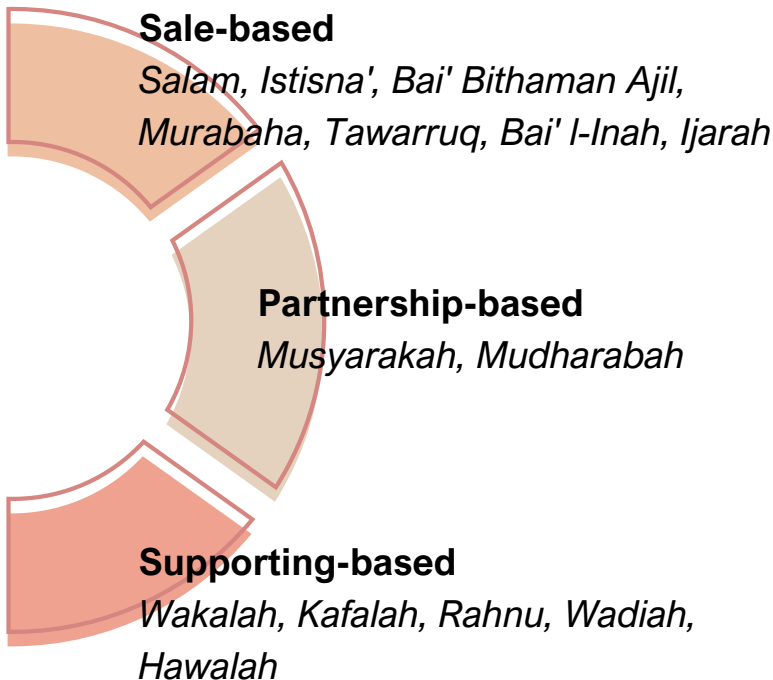 Sale-based
Salam, Istisna', Bai' Bithaman Ajil,
Murabaha, Tawarruq, Bai' l-Inah, Ijarah
Partnership-based
Musyarakah, Mudharabah
Supporting-based
Wakalah, Kafalah, Rahnu, Wadiah,
Hawalah